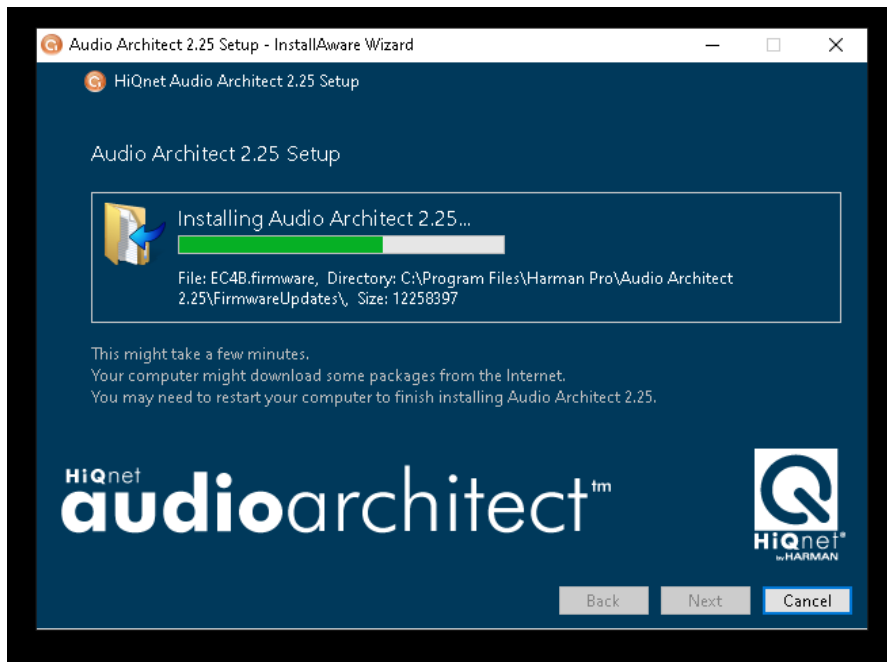 Audio Architect 2.25 Setup - InstallAware Wizard
HiQnet Audio Architect 2.25 Setup
Audio Architect 2.25 Setup
Installing Audio Architect 2.25...
File: EC4B.firmware, Directory: C:\Program Files\Harman Pro\Audio Architect
2.25\FirmwareUpdates\, Size: 12258397
This might take a few minutes.
Your computer might download some packages from the Internet.
You may need to restart your computer to finish installing Audio Architect 2.25.
HiQnet
audioarchitect™
HiQnet®
by HARMAN
Back
Next
Cancel